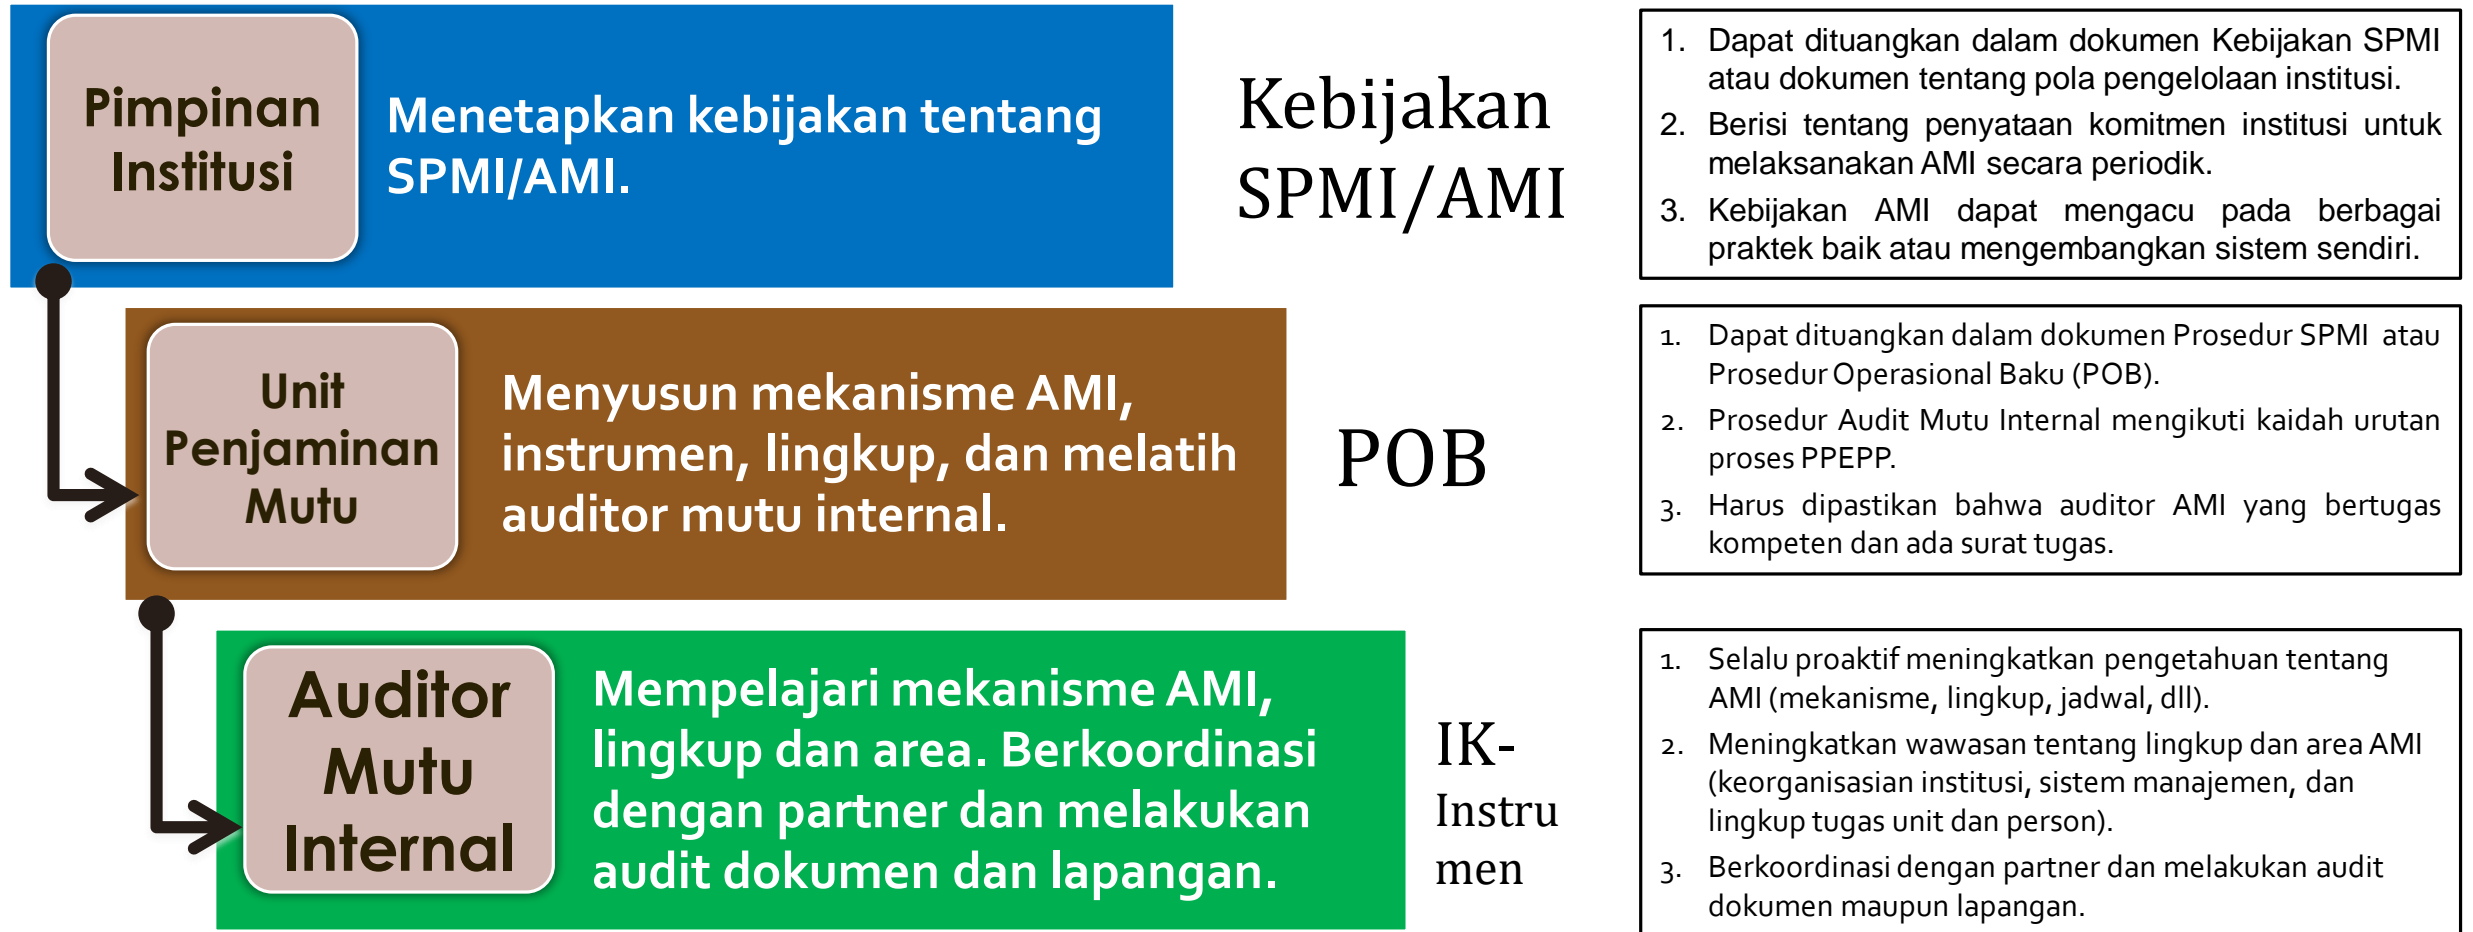 Pimpinan
Institusi
Menetapkan kebijakan tentang
SPMI/AMI.
Kebijakan
SPMI/AMI
1. Dapat dituangkan dalam dokumen Kebijakan SPMI
atau dokumen tentang pola pengelolaan institusi.
2. Berisi tentang penyataan komitmen institusi untuk
melaksanakan AMI secara periodik.
3. Kebijakan AMI dapat mengacu pada berbagai
praktek baik atau mengembangkan sistem sendiri.
Unit
Penjaminan
Mutu
Menyusun mekanisme AMI,
instrumen, lingkup, dan melatih
auditor mutu internal.
POB
1. Dapat dituangkan dalam dokumen Prosedur SPMI atau
Prosedur Operasional Baku (POB).
2. Prosedur Audit Mutu Internal mengikuti kaidah urutan
proses PPEPP.
3. Harus dipastikan bahwa auditor AMI yang bertugas
kompeten dan ada surat tugas.
Auditor
Mutu
Internal
Mempelajari mekanisme AMI,
lingkup dan area. Berkoordinasi
dengan partner dan melakukan
audit dokumen dan lapangan.
IK-
Instru
men
1. Selalu proaktif meningkatkan pengetahuan tentang
AMI (mekanisme, lingkup, jadwal, dll).
2. Meningkatkan wawasan tentang lingkup dan area AMI
(keorganisasian institusi, sistem manajemen, dan
lingkup tugas unit dan person).
3. Berkoordinasi dengan partner dan melakukan audit
dokumen maupun lapangan.